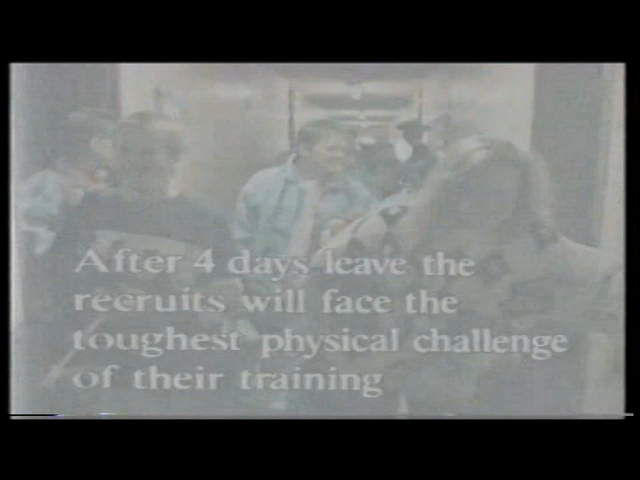 After 4 days leave the
recruits will face the
toughest physical challenge
of their training